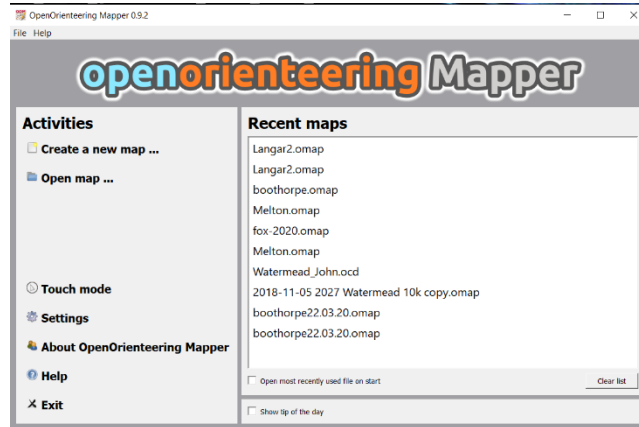 OpenOrienteering Mapper 0.9.2
File Help
openorienteering Mapper
Activities
Create a new map ...
Open map ...
Touch mode
Settings
About OpenOrienteering Mapper
Help
Exit
Recent maps
Langar2.omap
Langar2.omap
boothorpe.omap
Melton.omap
fox-2020.omap
Melton.omap
Watermead_John.ocd
2018-11-05 2027 Watermead 10k copy.omap
boothorpe22.03.20.omap
boothorpe22.03.20.omap
Open most recently used file on start
Clear list
Show tip of the day